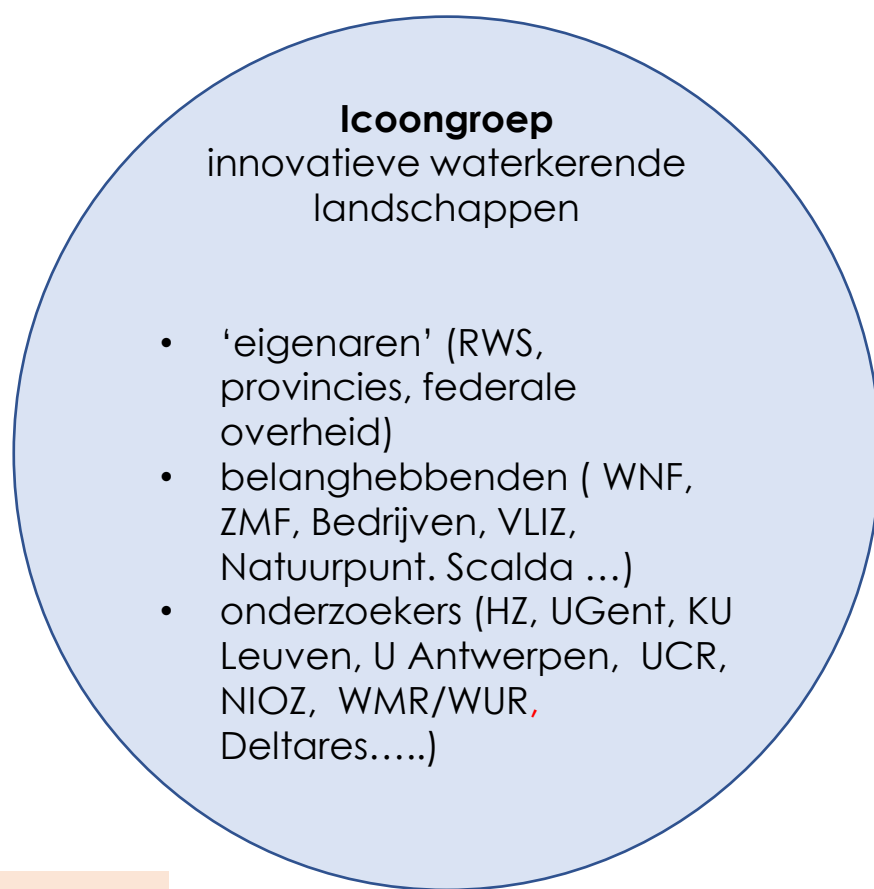 Icoongroep
innovatieve waterkerende
landschappen
• ‘eigenaren’ (RWS,
provincies, federale
overheid)
• belanghebbenden ( WNF,
ZMF, Bedrijven, VLIZ,
Natuurpunt. Scalda …)
• onderzoekers (HZ, UGent, KU
Leuven, U Antwerpen, UCR,
NIOZ, WMR/WUR,
Deltares…..)